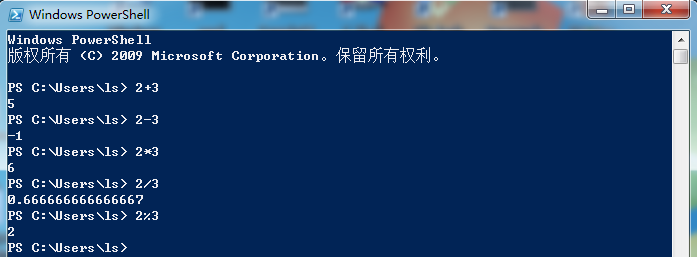 Windows PowerShell
Windows PowerShell
版权所有 (C) 2009 Microsoft Corporation。保留所有权利。
PS C:\Users\ls> 2+3
5
PS C:\Users\ls> 2-3
-1
PS C:\Users\ls> 2*3
6
PS C:\Users\ls> 2/3
0.666666666666667
PS C:\Users\ls> 2%3
2
PS C:\Users\ls>